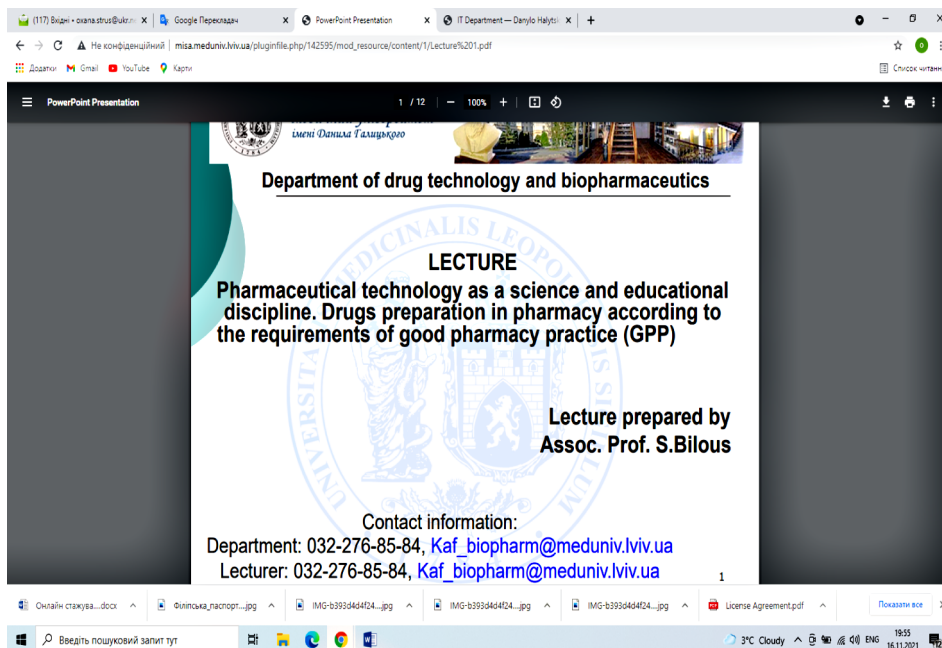 (117) Вхідні • oxana.strus@ukr.n
Google Перекладач
PowerPoint Presentation
IT Department — Danylo Halytsk
Не конфіденційний | misa.meduniv.lviv.ua/pluginfile.php/142595/mod_resource/content/1/Lecture%201.pdf
Додатки Gmail YouTube Карти
Список читанн
PowerPoint Presentation 1 / 12 100%
імені Данила Галицького
1784
Department of drug technology and biopharmaceutics
UNIVERSITAS MEDICINALIS LEOPOLIENSIS
LECTURE
Pharmaceutical technology as a science and educational
discipline. Drugs preparation in pharmacy according to
the requirements of good pharmacy practice (GPP)
Lecture prepared by
Assoc. Prof. S.Bilous
Contact information:
Department: 032-276-85-84, Kaf_biopharm@meduniv.lviv.ua
Lecturer: 032-276-85-84, Kaf_biopharm@meduniv.lviv.ua
1
Онлайн стажува....docx
Філіпська_паспорт....jpg
IMG-b393d4d4f24....jpg
IMG-b393d4d4f24....jpg
IMG-b393d4d4f24....jpg
License Agreement.pdf
Показати все
Введіть пошуковий запит тут
3°C Cloudy ENG 19:55
16.11.2021